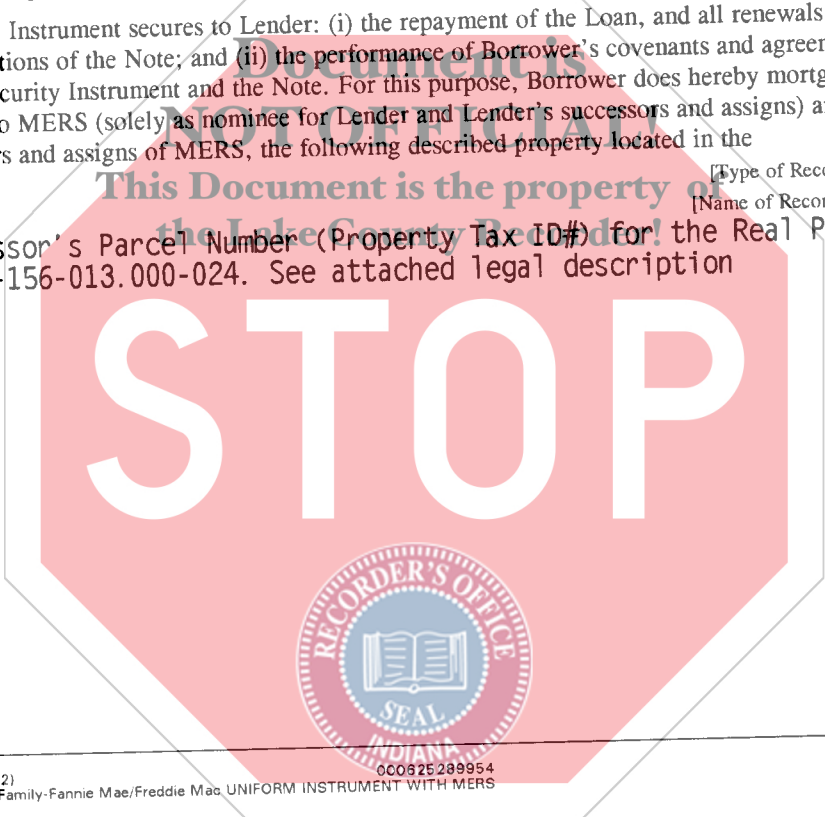 Instrument secures to Lender: (i) the repayment of the Loan, and all renewals
tions of the Note; and (ii) the performance of Borrower's covenants and agreer
curity Instrument and the Note. For this purpose, Borrower does hereby mortg
o MERS (solely as nominee for Lender and Lender's successors and assigns) a
rs and assigns of MERS, the following described property located in the
[Type of Reco
[Name of Recor
ssor's Parcel Number (Property Tax ID#) for the Real P
-156-013.000-024. See attached legal description
Document is
NOT OFFICIAL
This Document is the property of
the Lake County Recorder!
STOP
RECORDER'S OFFICE
SEAL
INDIANA
000625289954
2)
Family-Fannie Mae/Freddie Mac UNIFORM INSTRUMENT WITH MERS